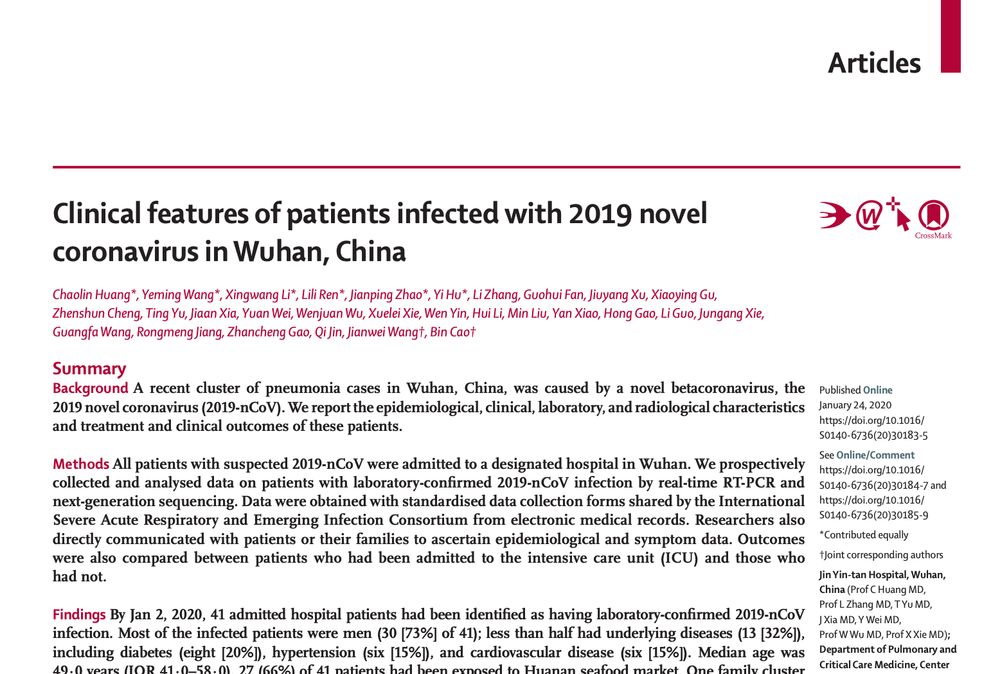 Articles
Clinical features of patients infected with 2019 novel
coronavirus in Wuhan, China
CrossMark
Chaolin Huang*, Yeming Wang*, Xingwang Li*, Lili Ren*, Jianping Zhao*, Yi Hu*, Li Zhang, Guohui Fan, Jiuyang Xu, Xiaoying Gu,
Zhenshun Cheng, Ting Yu, Jiaan Xia, Yuan Wei, Wenjuan Wu, Xuelei Xie, Wen Yin, Hui Li, Min Liu, Yan Xiao, Hong Gao, Li Guo, Jungang Xie,
Guangfa Wang, Rongmeng Jiang, Zhancheng Gao, Qi Jin, Jianwei Wang†, Bin Cao†
Summary
Background A recent cluster of pneumonia cases in Wuhan, China, was caused by a novel betacoronavirus, the
2019 novel coronavirus (2019-nCoV). We report the epidemiological, clinical, laboratory, and radiological characteristics
and treatment and clinical outcomes of these patients.
Methods All patients with suspected 2019-nCoV were admitted to a designated hospital in Wuhan. We prospectively
collected and analysed data on patients with laboratory-confirmed 2019-nCoV infection by real-time RT-PCR and
next-generation sequencing. Data were obtained with standardised data collection forms shared by the International
Severe Acute Respiratory and Emerging Infection Consortium from electronic medical records. Researchers also
directly communicated with patients or their families to ascertain epidemiological and symptom data. Outcomes
were also compared between patients who had been admitted to the intensive care unit (ICU) and those who
had not.
Findings By Jan 2, 2020, 41 admitted hospital patients had been identified as having laboratory-confirmed 2019-nCoV
infection. Most of the infected patients were men (30 [73%] of 41); less than half had underlying diseases (13 [32%]),
including diabetes (eight [20%]), hypertension (six [15%]), and cardiovascular disease (six [15%]). Median age was
49·0 years (IQR 41·0–58·0). 27 (66%) of 41 patients had been exposed to Huanan seafood market. One family cluster
Published Online
January 24, 2020
https://doi.org/10.1016/
S0140-6736(20)30183-5
See Online/Comment
https://doi.org/10.1016/
S0140-6736(20)30184-7 and
https://doi.org/10.1016/
S0140-6736(20)30185-9
*Contributed equally
†Joint corresponding authors
Jin Yin-tan Hospital, Wuhan,
China (Prof C Huang MD,
Prof L Zhang MD, T Yu MD,
J Xia MD, Y Wei MD,
Prof W Wu MD, Prof X Xie MD);
Department of Pulmonary and
Critical Care Medicine, Center